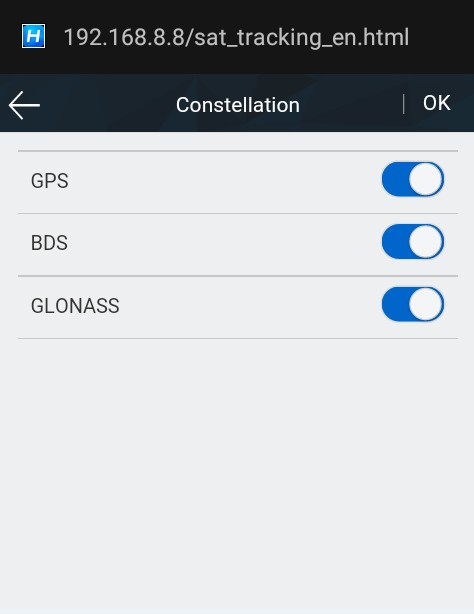 H 192.168.8.8/sat_tracking_en.html
Constellation | OK
GPS
BDS
GLONASS